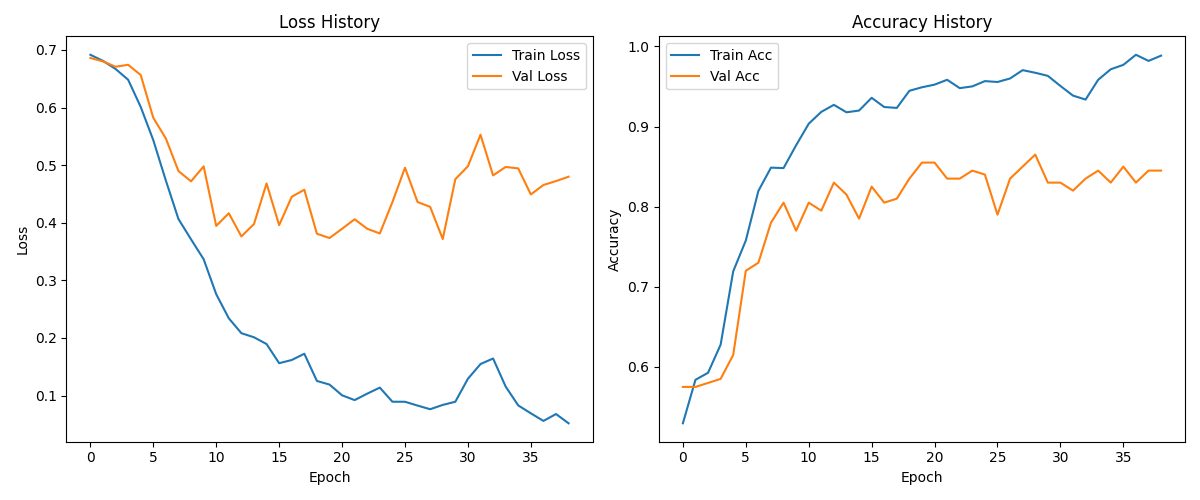 Loss History
Train Loss
Val Loss
0.7
0.6
0.5
0.4
0.3
0.2
0.1
Loss
0 5 10 15 20 25 30 35
Epoch
Accuracy History
Train Acc
Val Acc
1.0
0.9
0.8
0.7
0.6
Accuracy
0 5 10 15 20 25 30 35
Epoch